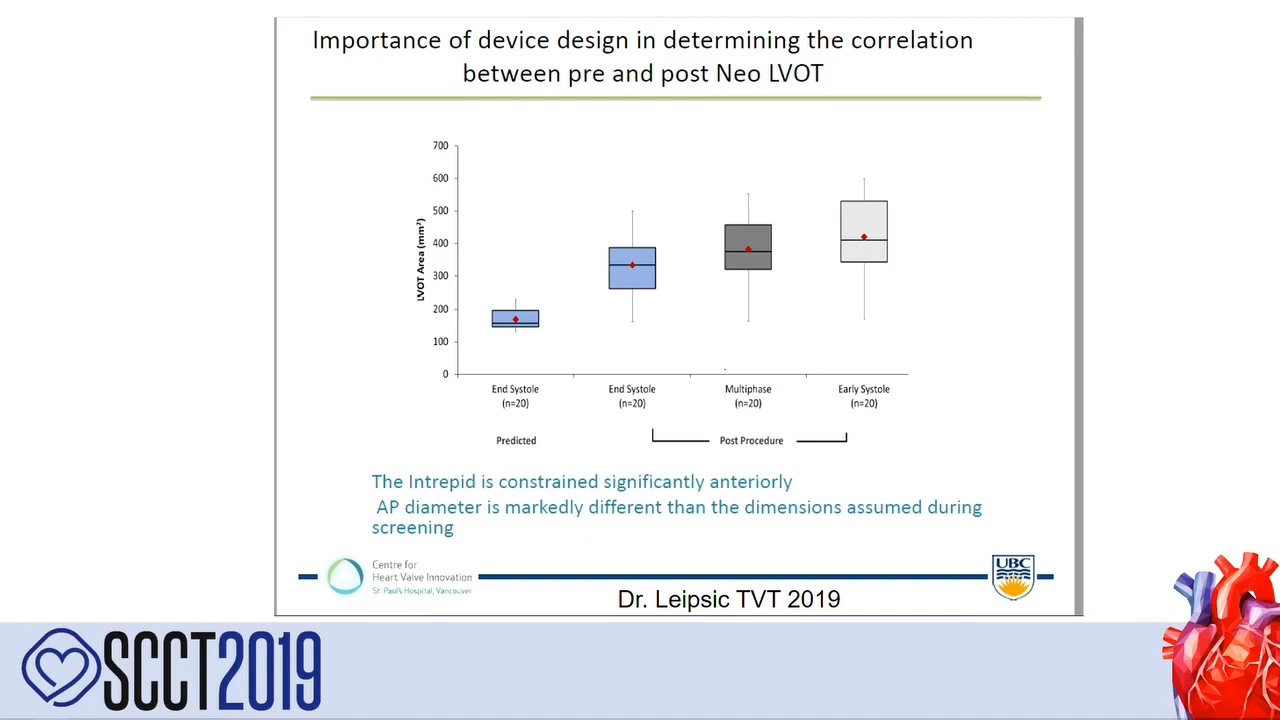 Importance of device design in determining the correlation
between pre and post Neo LVOT
700
600
500
400
300
200
100
0
LVOT Area (mm²)
End Systole
(n=20)
End Systole
(n=20)
Multiphase
(n=20)
Early Systole
(n=20)
Predicted
Post Procedure
The Intrepid is constrained significantly anteriorly
AP diameter is markedly different than the dimensions assumed during
screening
Centre for
Heart Valve Innovation
St. Paul's Hospital, Vancouver
UBC
Dr. Leipsic TVT 2019
SCCT2019